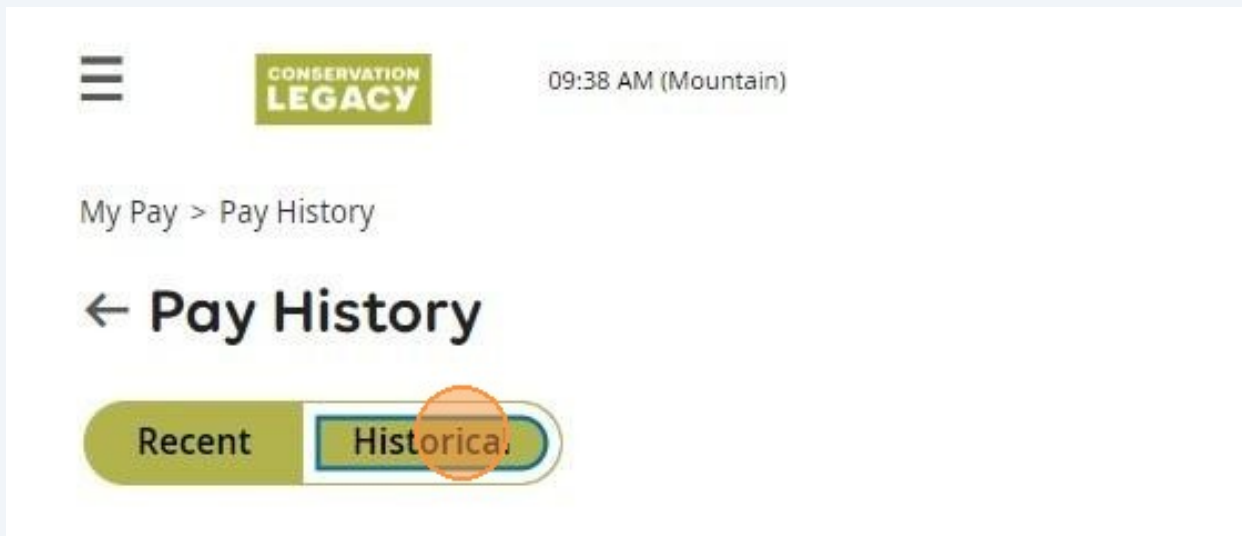 CONSERVATION
LEGACY
09:38 AM (Mountain)
My Pay > Pay History
← Pay History
Recent
Historical